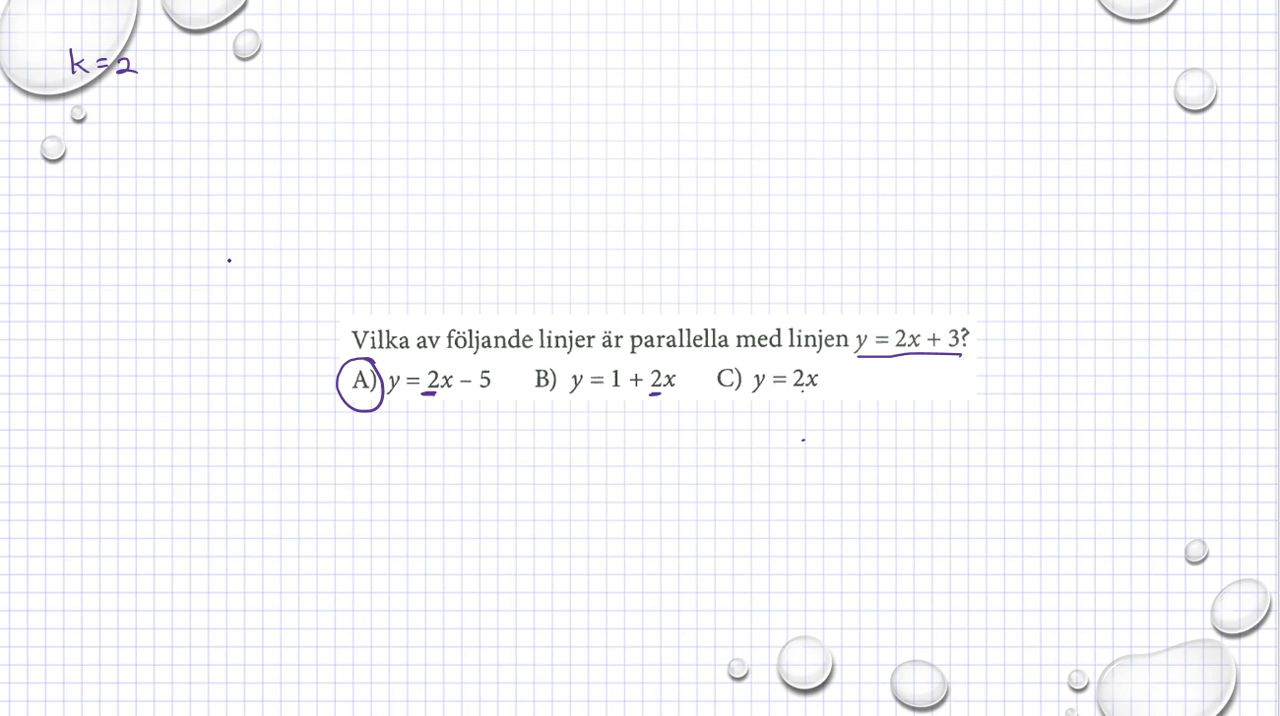 k = 2
Vilka av följande linjer är parallella med linjen y = 2x + 3?
A) y = 2x – 5 B) y = 1 + 2x C) y = 2x